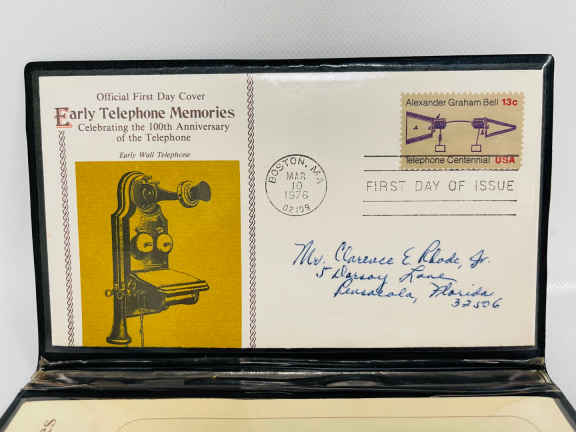 Official First Day Cover
Early Telephone Memories
Celebrating the 100th Anniversary
of the Telephone
Early Wall Telephone
Alexander Graham Bell 13c
A
Telephone Centennial USA
BOSTON, MA
MAR
10
1976
02109
FIRST DAY OF ISSUE
Mr. Clarence E. Rhode, Jr.
5 Dorsay Lane
Pensacola, Florida
32506